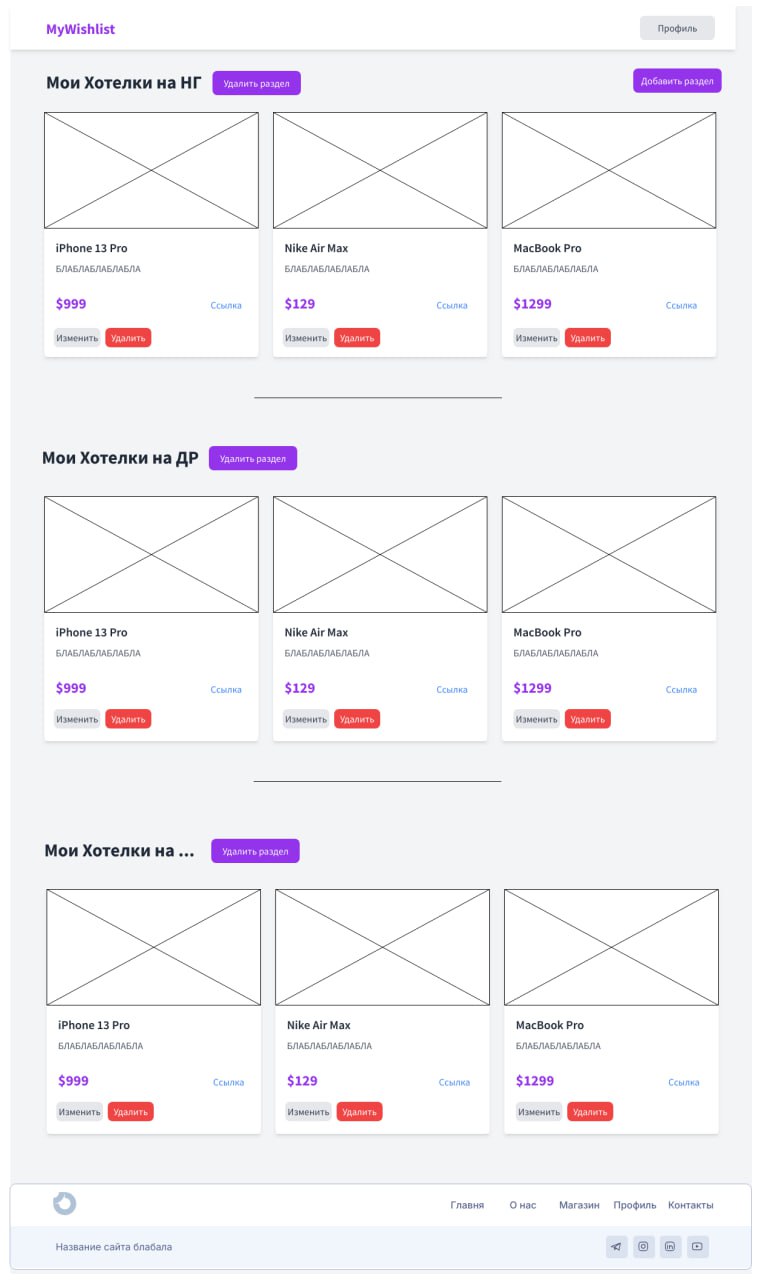 MyWishlist
Профиль
Мои Хотелки на НГ
Удалить раздел
Добавить раздел
iPhone 13 Pro
Nike Air Max
MacBook Pro
БЛАБЛАБЛАБЛАБЛА
БЛАБЛАБЛАБЛАБЛА
БЛАБЛАБЛАБЛАБЛА
$999 Ссылка
$129 Ссылка
$1299 Ссылка
Изменить Удалить
Изменить Удалить
Изменить Удалить
Мои Хотелки на ДР
Удалить раздел
iPhone 13 Pro
Nike Air Max
MacBook Pro
БЛАБЛАБЛАБЛАБЛА
БЛАБЛАБЛАБЛАБЛА
БЛАБЛАБЛАБЛАБЛА
$999 Ссылка
$129 Ссылка
$1299 Ссылка
Изменить Удалить
Изменить Удалить
Изменить Удалить
Мои Хотелки на ...
Удалить раздел
iPhone 13 Pro
Nike Air Max
MacBook Pro
БЛАБЛАБЛАБЛАБЛА
БЛАБЛАБЛАБЛАБЛА
БЛАБЛАБЛАБЛАБЛА
$999 Ссылка
$129 Ссылка
$1299 Ссылка
Изменить Удалить
Изменить Удалить
Изменить Удалить
Главня О нас Магазин Профиль Контакты
Название сайта блабала